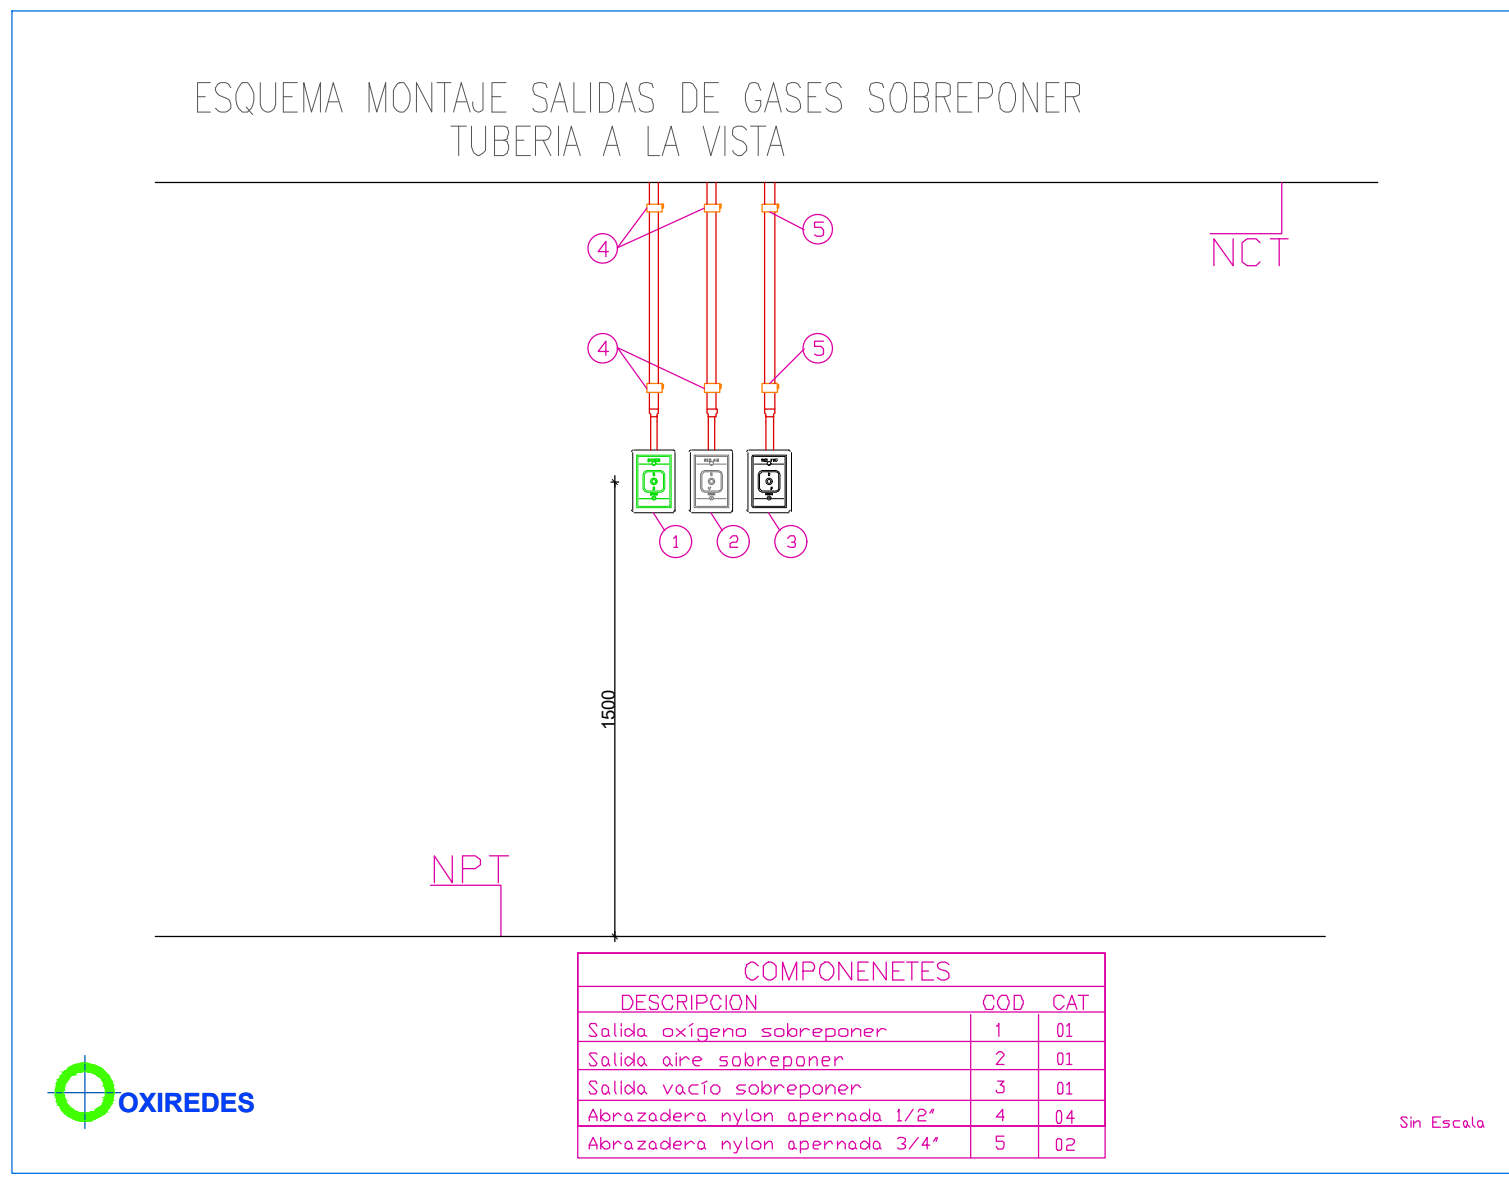 ESQUEMA MONTAJE SALIDAS DE GASES SOBREPONER
TUBERIA A LA VISTA
NCT
4
5
4
5
1
2
3
1500
NPT
COMPONENETES
DESCRIPCION COD CAT
Salida oxígeno sobreponer 1 01
Salida aire sobreponer 2 01
Salida vacío sobreponer 3 01
Abrazadera nylon apernada 1/2" 4 04
Abrazadera nylon apernada 3/4" 5 02
OXIREDES
Sin Escala